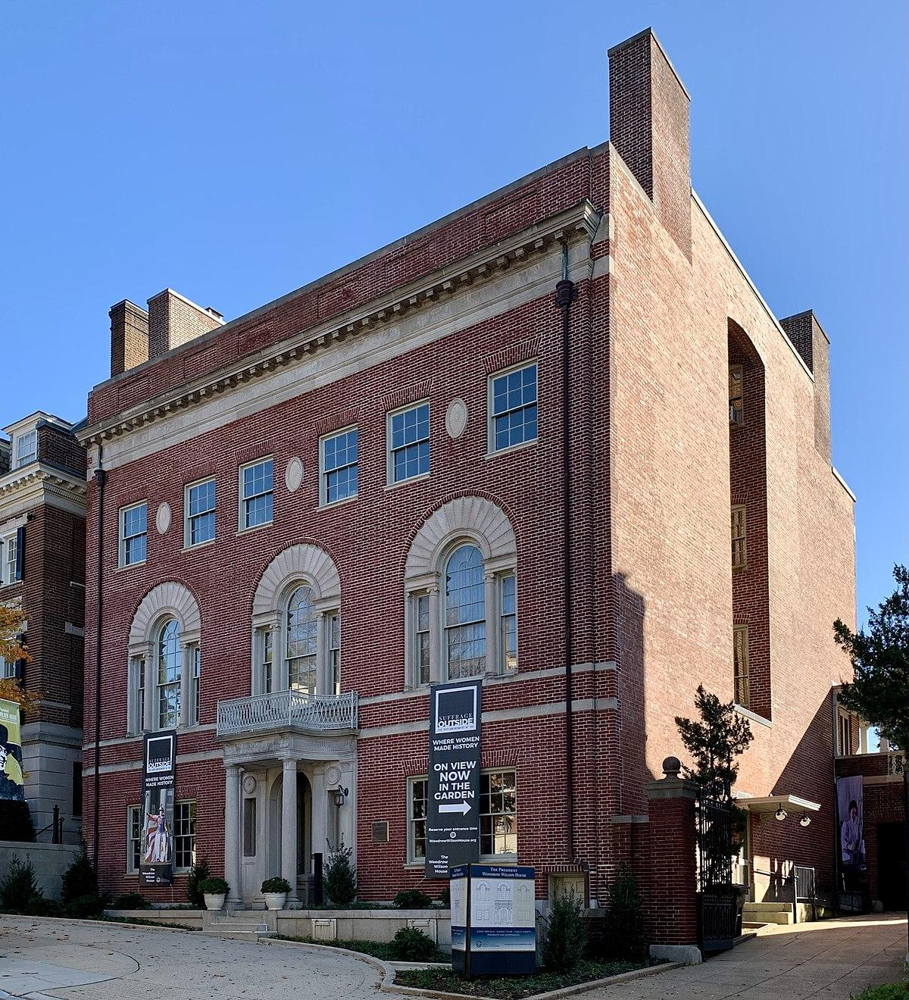 SUFFRAGE
OUTSIDE
WHERE WOMEN
MADE HISTORY
The
Woodrow
Wilson
House
SUFFRAGE
OUTSIDE
WHERE WOMEN
MADE HISTORY
ON VIEW
NOW
IN THE
GARDEN
Reserve your entrance time
@
WoodrowWilsonHouse.org
The
Woodrow
Wilson
House
THE PRESIDENT
WOODROW WILSON HOUSE